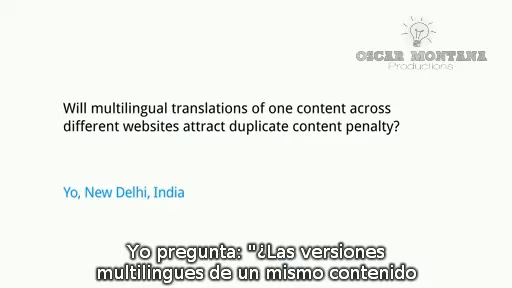 OSCAR MONTANA
Productions
Will multilingual translations of one content across
different websites attract duplicate content penalty?
Yo, New Delhi, India
Yo pregunta: "¿Las versiones
multilingues de un mismo contenido